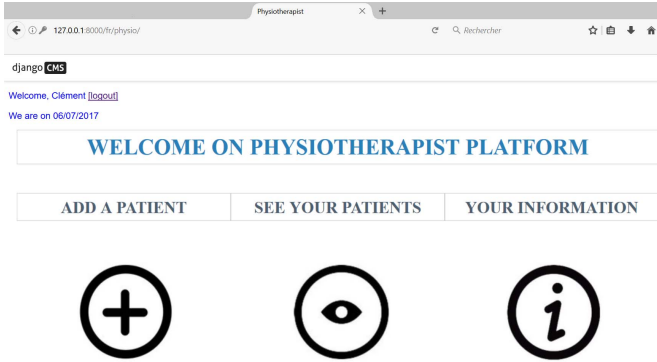 Physiotherapist
127.0.0.1:8000/fr/physio/
Rechercher
django CMS
Welcome, Clément [logout]
We are on 06/07/2017
WELCOME ON PHYSIOTHERAPIST PLATFORM
ADD A PATIENT SEE YOUR PATIENTS YOUR INFORMATION